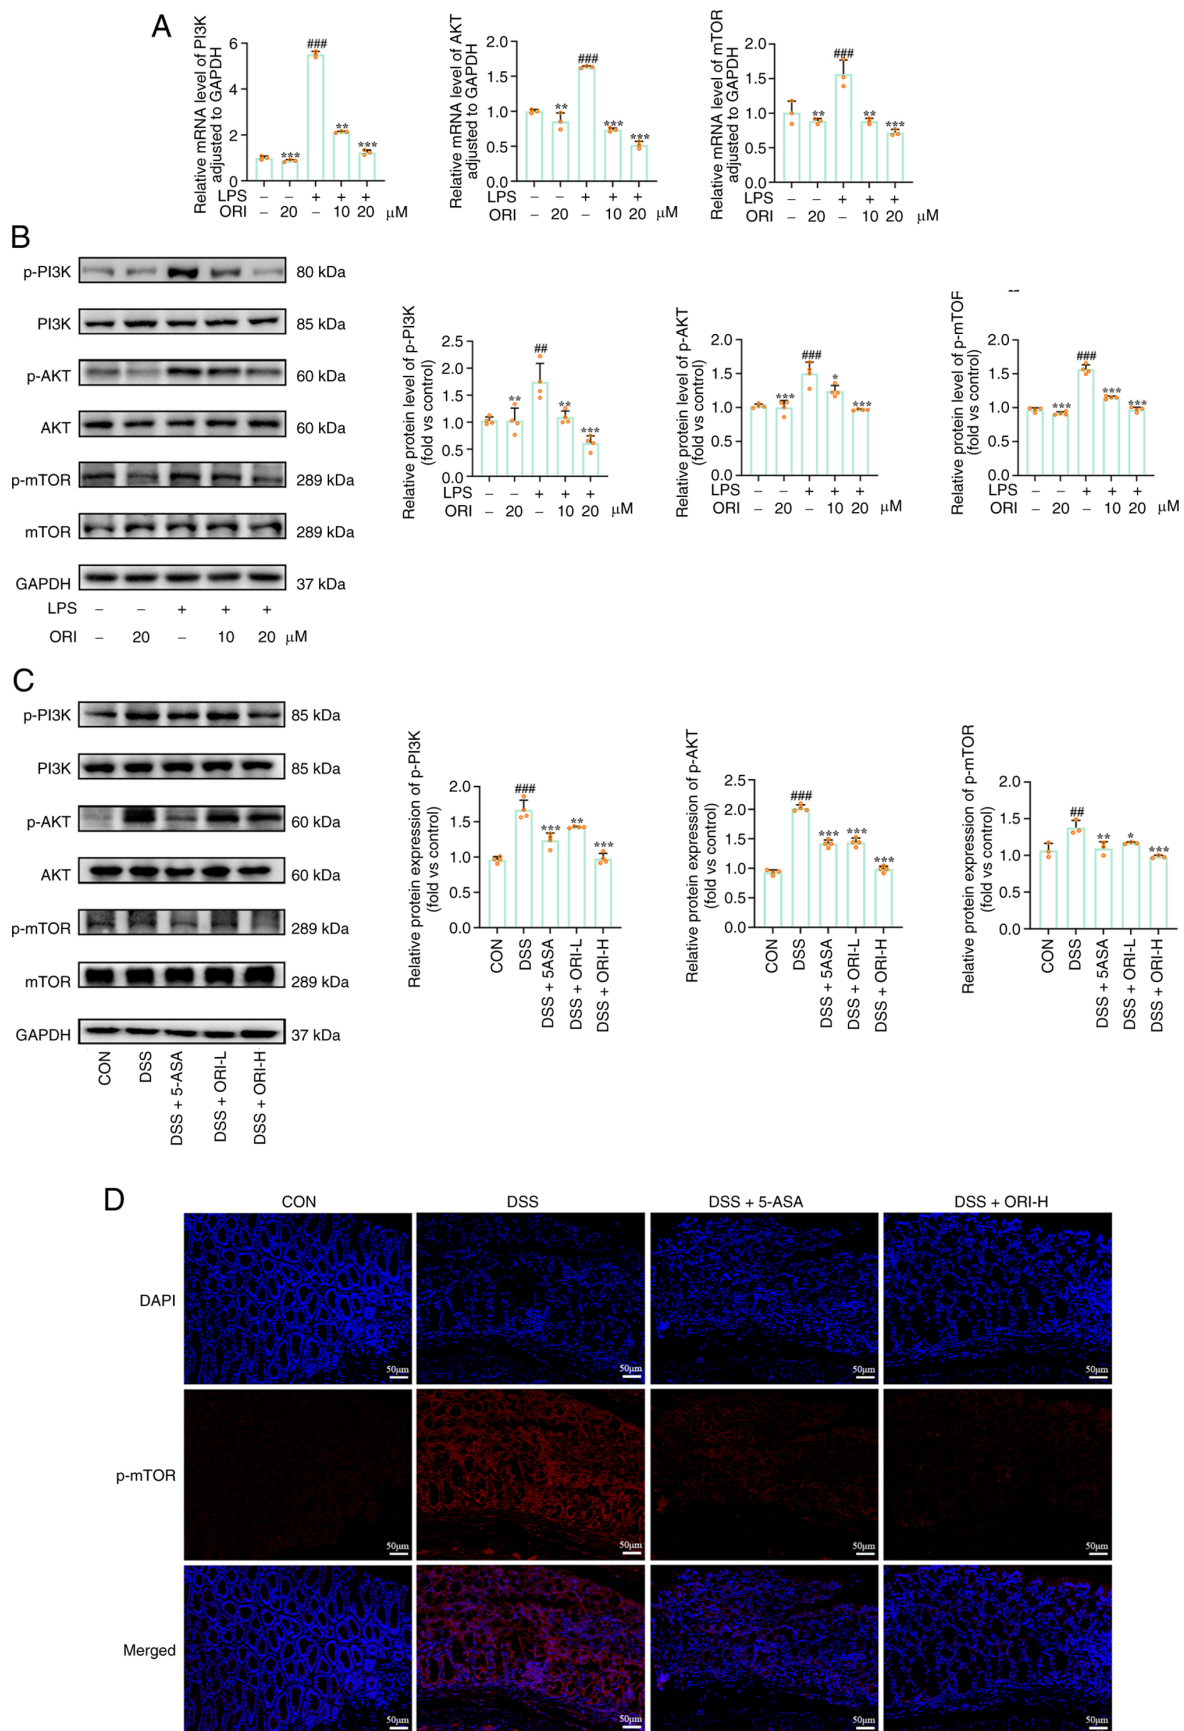 A
Relative mRNA level of PI3K
adjusted to GAPDH
6
4
2
0
###
***
**
***
LPS − − + + +
ORI − 20 − 10 20 μM
Relative mRNA level of AKT
adjusted to GAPDH
2.0
1.5
1.0
0.5
0.0
###
**
***
***
LPS − − + + +
ORI − 20 − 10 20 μM
Relative mRNA level of mTOR
adjusted to GAPDH
2.0
1.5
1.0
0.5
0.0
###
**
**
***
LPS − − + + +
ORI − 20 − 10 20 μM
B
p-PI3K 80 kDa
PI3K 85 kDa
p-AKT 60 kDa
AKT 60 kDa
p-mTOR 289 kDa
mTOR 289 kDa
GAPDH 37 kDa
LPS − − + + +
ORI − 20 − 10 20 μM
Relative protein level of p-PI3K
(fold vs control)
2.5
2.0
1.5
1.0
0.5
0.0
##
**
**
***
LPS − − + + +
ORI − 20 − 10 20 μM
Relative protein level of p-AKT
(fold vs control)
2.0
1.5
1.0
0.5
0.0
###
***
*
***
LPS − − + + +
ORI − 20 − 10 20 μM
Relative protein level of p-mTOR
(fold vs control)
2.0
1.5
1.0
0.5
0.0
###
***
***
***
LPS − − + + +
ORI − 20 − 10 20 μM
C
p-PI3K 85 kDa
PI3K 85 kDa
p-AKT 60 kDa
AKT 60 kDa
p-mTOR 289 kDa
mTOR 289 kDa
GAPDH 37 kDa
CON
DSS
DSS + 5-ASA
DSS + ORI-L
DSS + ORI-H
Relative protein expression of p-PI3K
(fold vs control)
2.0
1.5
1.0
0.5
0.0
###
***
**
***
CON
DSS
DSS + 5ASA
DSS + ORI-L
DSS + ORI-H
Relative protein expression of p-AKT
(fold vs control)
2.5
2.0
1.5
1.0
0.5
0.0
###
***
***
***
CON
DSS
DSS + 5ASA
DSS + ORI-L
DSS + ORI-H
Relative protein expression of p-mTOR
(fold vs control)
2.0
1.5
1.0
0.5
0.0
##
**
*
***
CON
DSS
DSS + 5ASA
DSS + ORI-L
DSS + ORI-H
D
CON DSS DSS + 5-ASA DSS + ORI-H
DAPI
50μm 50μm 50μm 50μm
p-mTOR
50μm 50μm 50μm 50μm
Merged
50μm 50μm 50μm 50μm